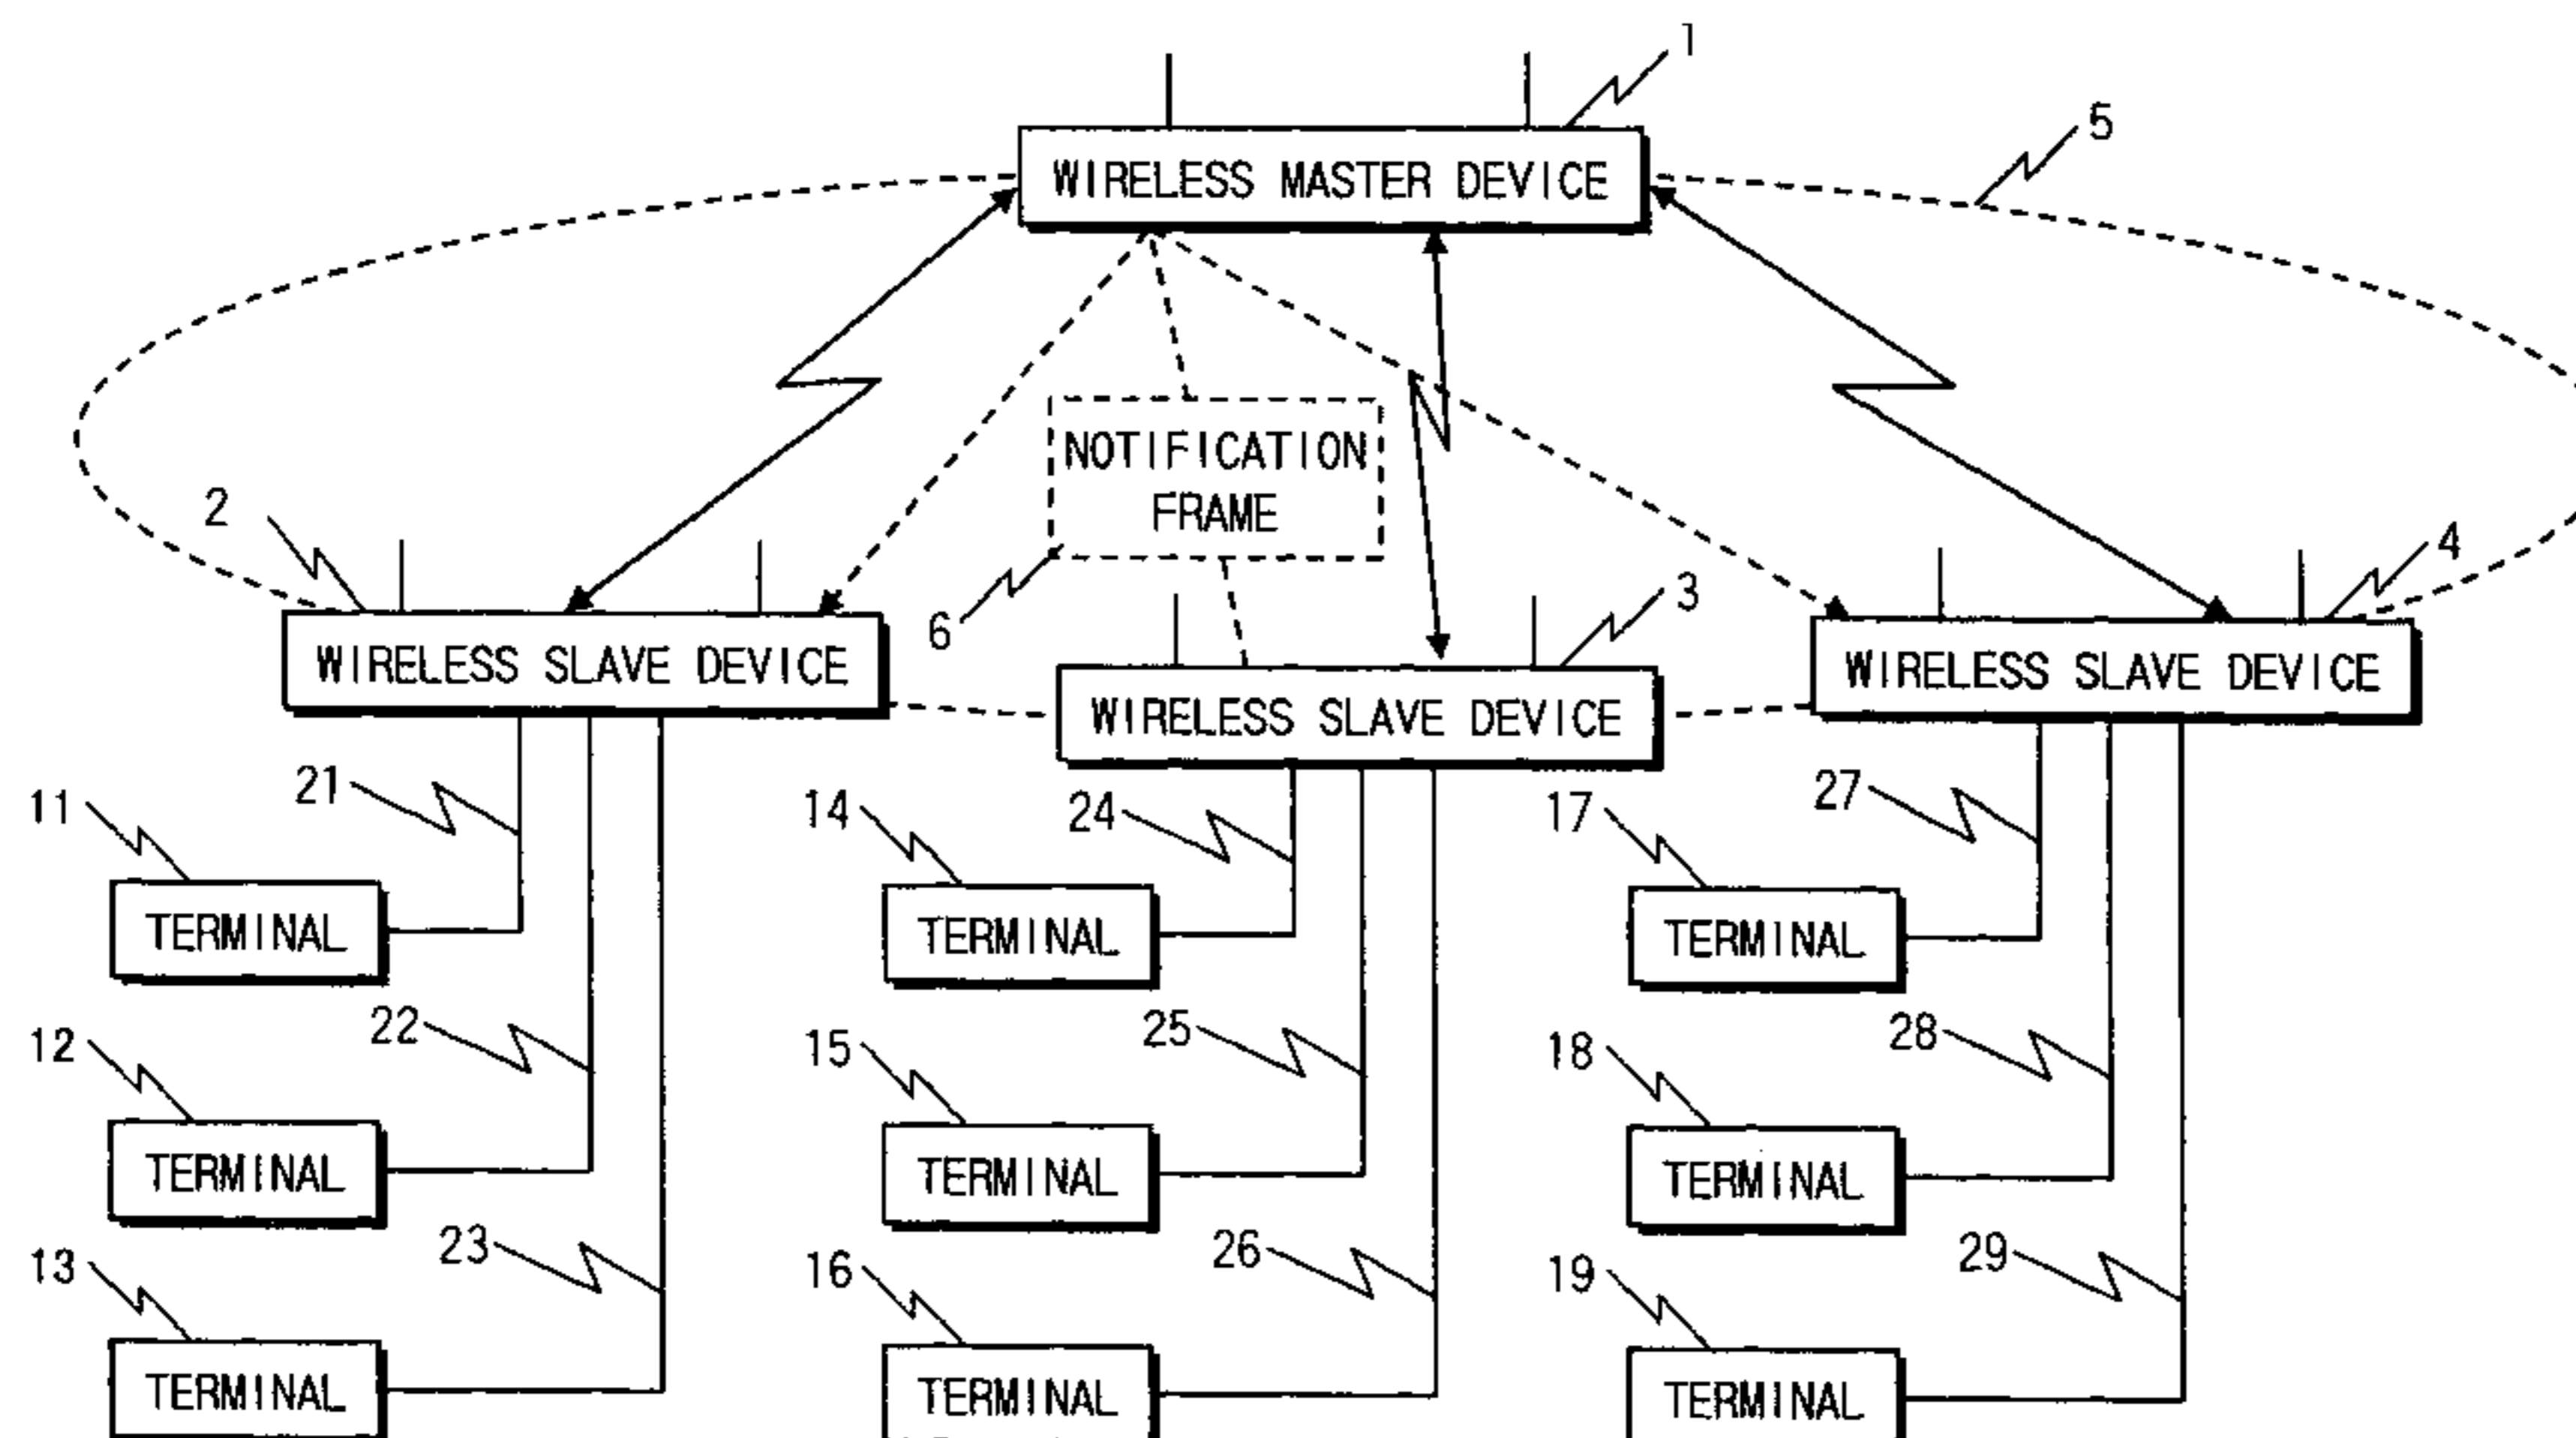 1
5
WIRELESS MASTER DEVICE
NOTIFICATION
FRAME
2
6
3
4
WIRELESS SLAVE DEVICE
WIRELESS SLAVE DEVICE
WIRELESS SLAVE DEVICE
11
21
14
24
17
27
TERMINAL
TERMINAL
TERMINAL
12
22
15
25
18
28
TERMINAL
TERMINAL
TERMINAL
13
23
16
26
19
29
TERMINAL
TERMINAL
TERMINAL